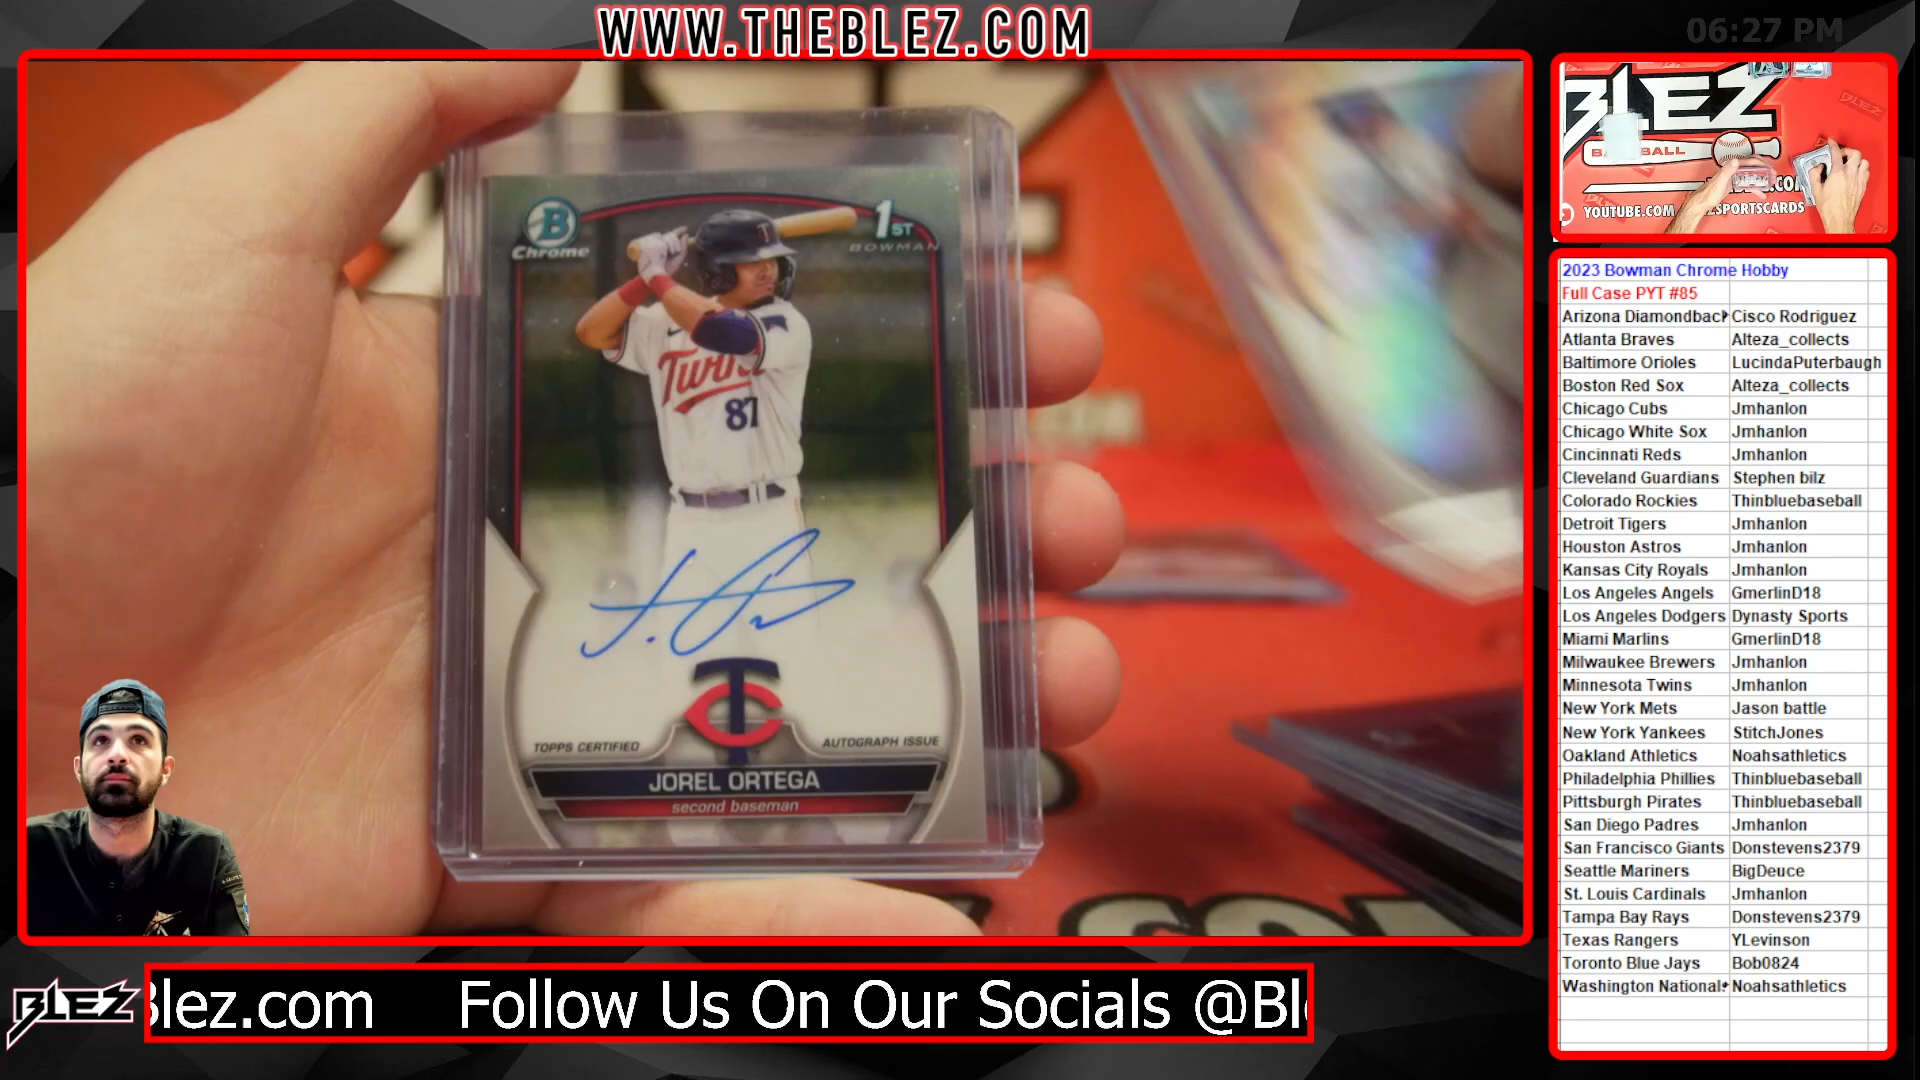 WWW.THEBLEZ.COM
06:27 PM
B
Chrome
1ST
BOWMAN
T
Twin
87
TOPPS CERTIFIED
AUTOGRAPH ISSUE
JOREL ORTEGA
second baseman
BLEZ
YOUTUBE.COM
SPORTSCARDS
2023 Bowman Chrome Hobby
Full Case PYT #85
Arizona Diamondback Cisco Rodriguez
Atlanta Braves Alteza_collects
Baltimore Orioles LucindaPuterbaugh
Boston Red Sox Alteza_collects
Chicago Cubs Jmhanlon
Chicago White Sox Jmhanlon
Cincinnati Reds Jmhanlon
Cleveland Guardians Stephen bilz
Colorado Rockies Thinbluebaseball
Detroit Tigers Jmhanlon
Houston Astros Jmhanlon
Kansas City Royals Jmhanlon
Los Angeles Angels GmerlinD18
Los Angeles Dodgers Dynasty Sports
Miami Marlins GmerlinD18
Milwaukee Brewers Jmhanlon
Minnesota Twins Jmhanlon
New York Mets Jason battle
New York Yankees StitchJones
Oakland Athletics Noahsathletics
Philadelphia Phillies Thinbluebaseball
Pittsburgh Pirates Thinbluebaseball
San Diego Padres Jmhanlon
San Francisco Giants Donstevens2379
Seattle Mariners BigDeuce
St. Louis Cardinals Jmhanlon
Tampa Bay Rays Donstevens2379
Texas Rangers YLevinson
Toronto Blue Jays Bob0824
Washington National Noahsathletics
BLEZ
Blez.com Follow Us On Our Socials @Bl